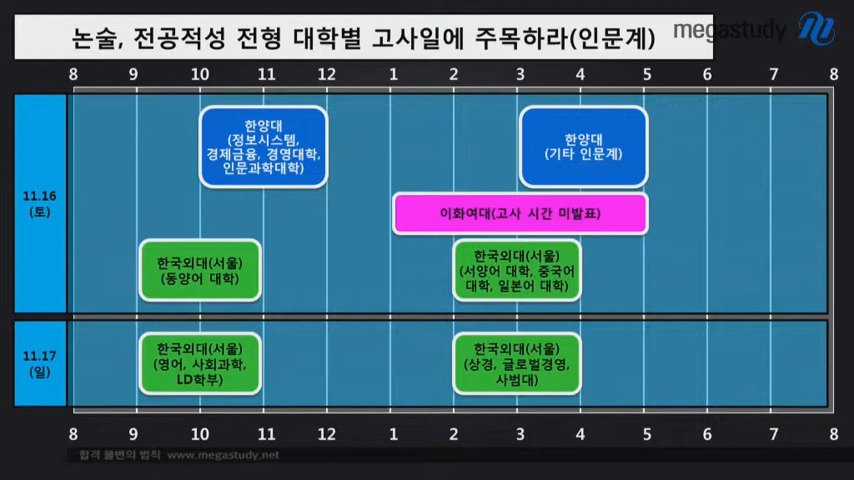 논술, 전공적성 전형 대학별 고사일에 주목하라(인문계)
megastudy
8 9 10 11 12 1 2 3 4 5 6 7 8
11.16
(토)
한양대
(정보시스템,
경제금융, 경영대학,
인문과학대학)
한양대
(기타 인문계)
이화여대(고사 시간 미발표)
한국외대(서울)
(동양어 대학)
한국외대(서울)
(서양어 대학, 중국어
대학, 일본어 대학)
11.17
(일)
한국외대(서울)
(영어, 사회과학,
LD학부)
한국외대(서울)
(상경, 글로벌경영,
사범대)
8 9 10 11 12 1 2 3 4 5 6 7 8
합격 불변의 법칙 www.megastudy.net